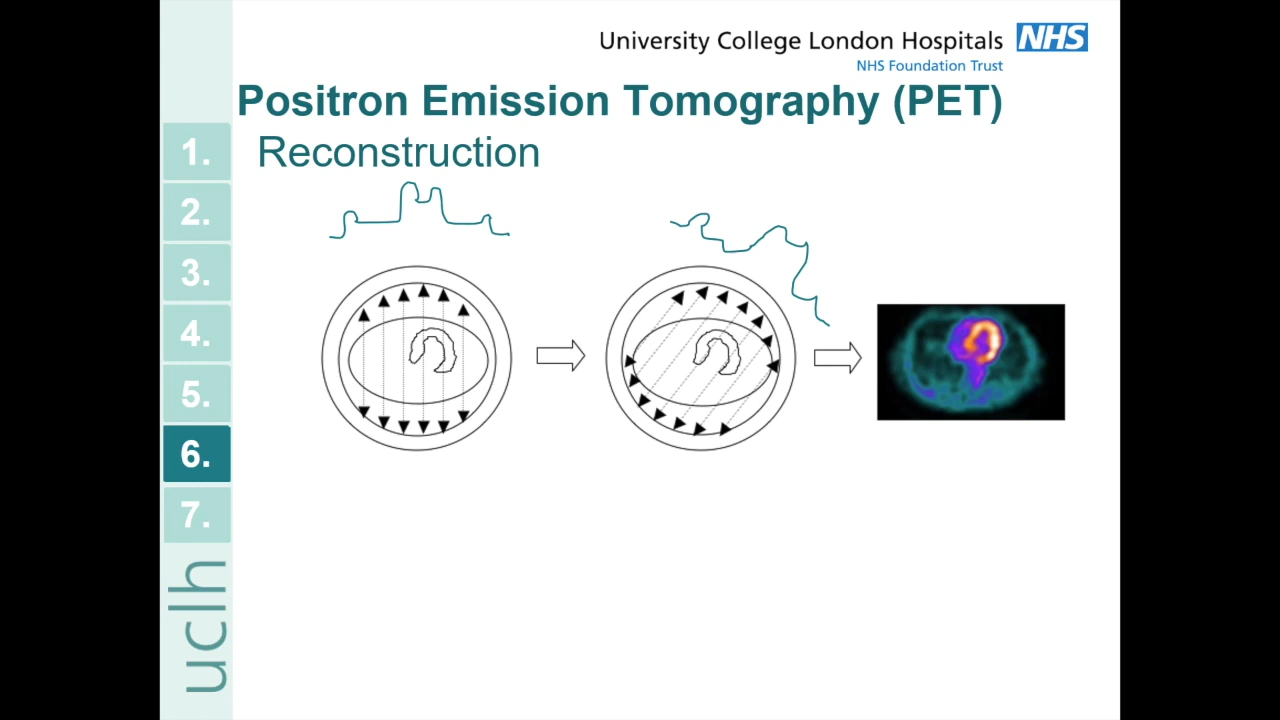 University College London Hospitals NHS
NHS Foundation Trust
Positron Emission Tomography (PET)
Reconstruction
1.
2.
3.
4.
5.
6.
7.
uclh